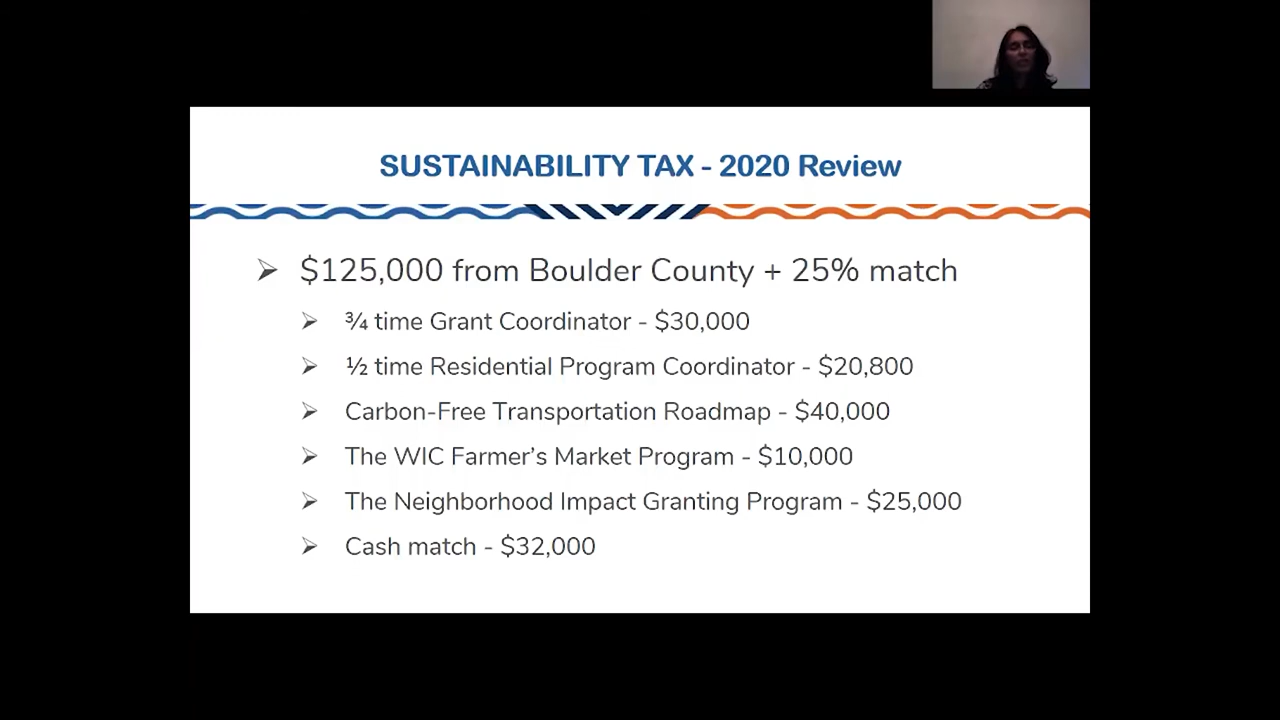 SUSTAINABILITY TAX - 2020 Review
➢ $125,000 from Boulder County + 25% match
➢ ¾ time Grant Coordinator - $30,000
➢ ½ time Residential Program Coordinator - $20,800
➢ Carbon-Free Transportation Roadmap - $40,000
➢ The WIC Farmer’s Market Program - $10,000
➢ The Neighborhood Impact Granting Program - $25,000
➢ Cash match - $32,000